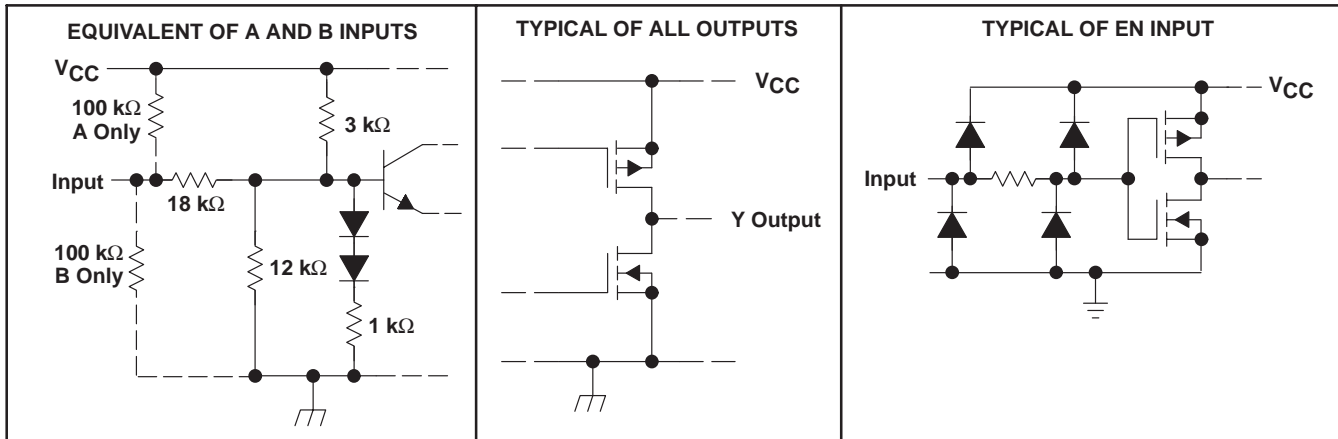 EQUIVALENT OF A AND B INPUTS
VCC
100 kΩ
A Only
3 kΩ
Input
18 kΩ
100 kΩ
B Only
12 kΩ
1 kΩ
TYPICAL OF ALL OUTPUTS
VCC
Y Output
TYPICAL OF EN INPUT
VCC
Input